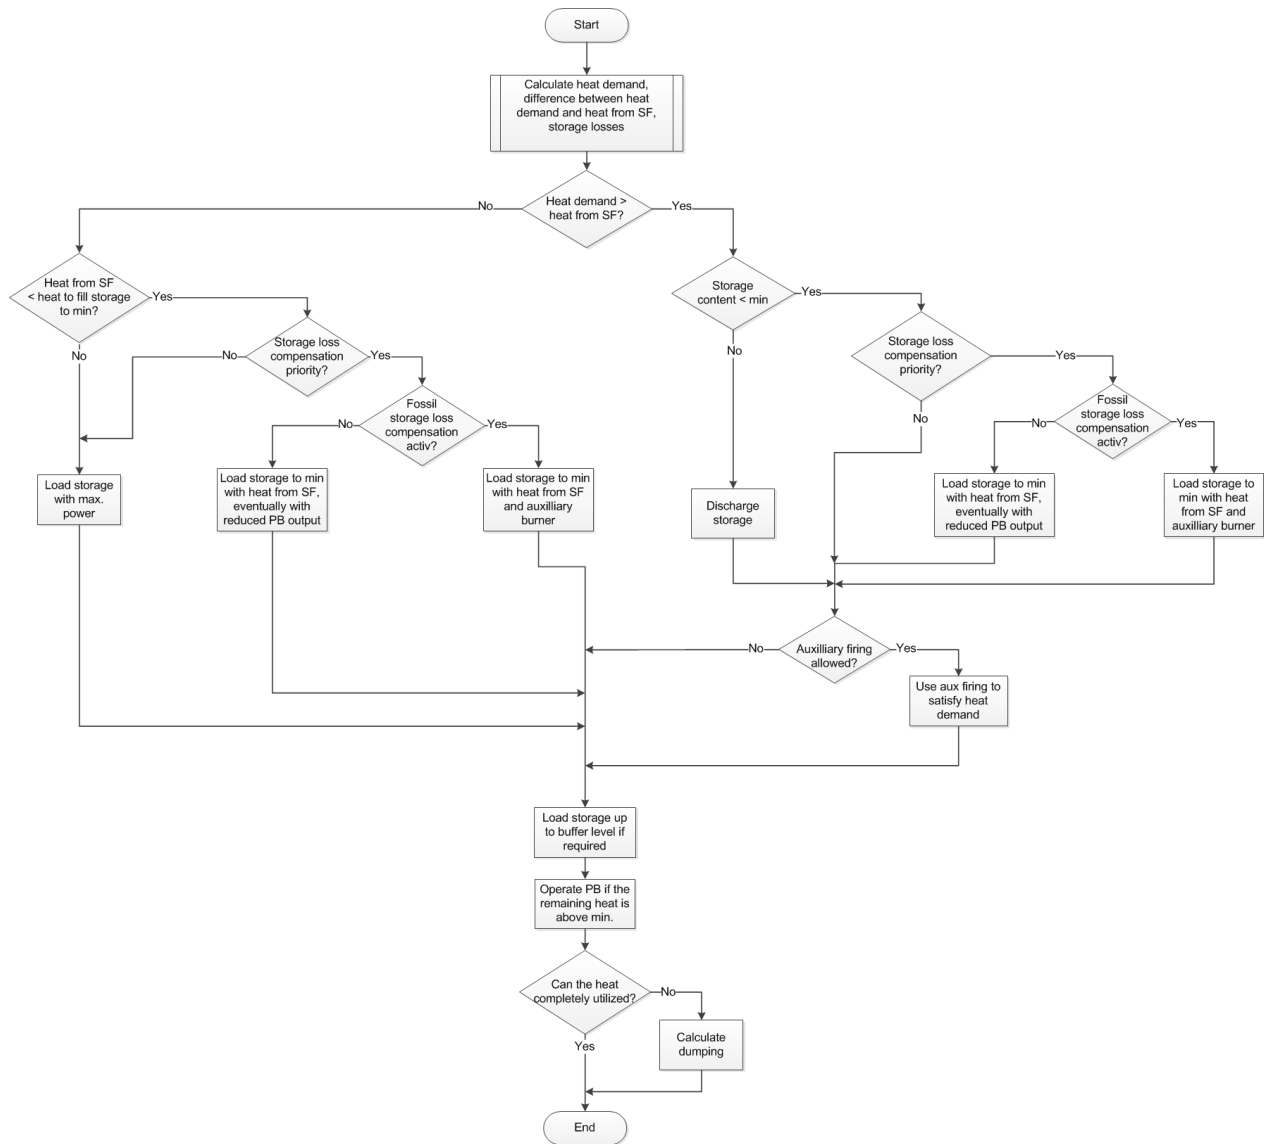 Start
Calculate heat demand,
difference between heat
demand and heat from SF,
storage losses
Heat demand >
heat from SF?
No
Yes
Heat from SF
< heat to fill storage
to min?
Yes
No
Storage loss
compensation
priority?
No
Yes
Fossil
storage loss
compensation
activ?
No
Yes
Load storage
with max.
power
Load storage to min
with heat from SF,
eventually with
reduced PB output
Load storage to min
with heat from SF
and auxilliary
burner
Storage
content < min
Yes
No
Storage loss
compensation
priority?
Yes
No
Fossil
storage loss
compensation
activ?
No
Yes
Discharge
storage
Load storage to min
with heat from SF,
eventually with
reduced PB output
Load storage to
min with heat
from SF and
auxilliary burner
Auxilliary firing
allowed?
No
Yes
Use aux firing to
satisfy heat
demand
Load storage up
to buffer level if
required
Operate PB if the
remaining heat is
above min.
Can the heat
completely utilized?
No
Yes
Calculate
dumping
End